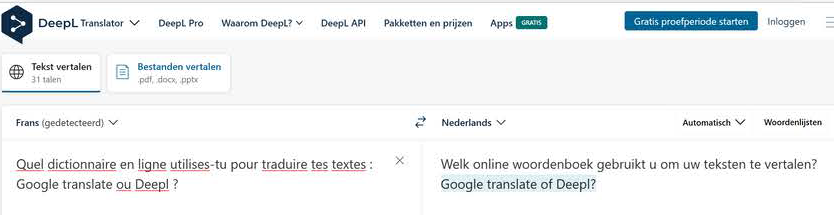 DeepL Translator DeepL Pro Waarom DeepL? DeepL API Pakketten en prijzen Apps GRATIS Gratis proefperiode starten Inloggen
Tekst vertalen
31 talen
Bestanden vertalen
.pdf, .docx, .pptx
Frans (gedetecteerd) Nederlands Automatisch Woordenlijsten
Quel dictionnaire en ligne utilises-tu pour traduire tes textes :
Google translate ou Deepl ?
Welk online woordenboek gebruikt u om uw teksten te vertalen?
Google translate of Deepl?